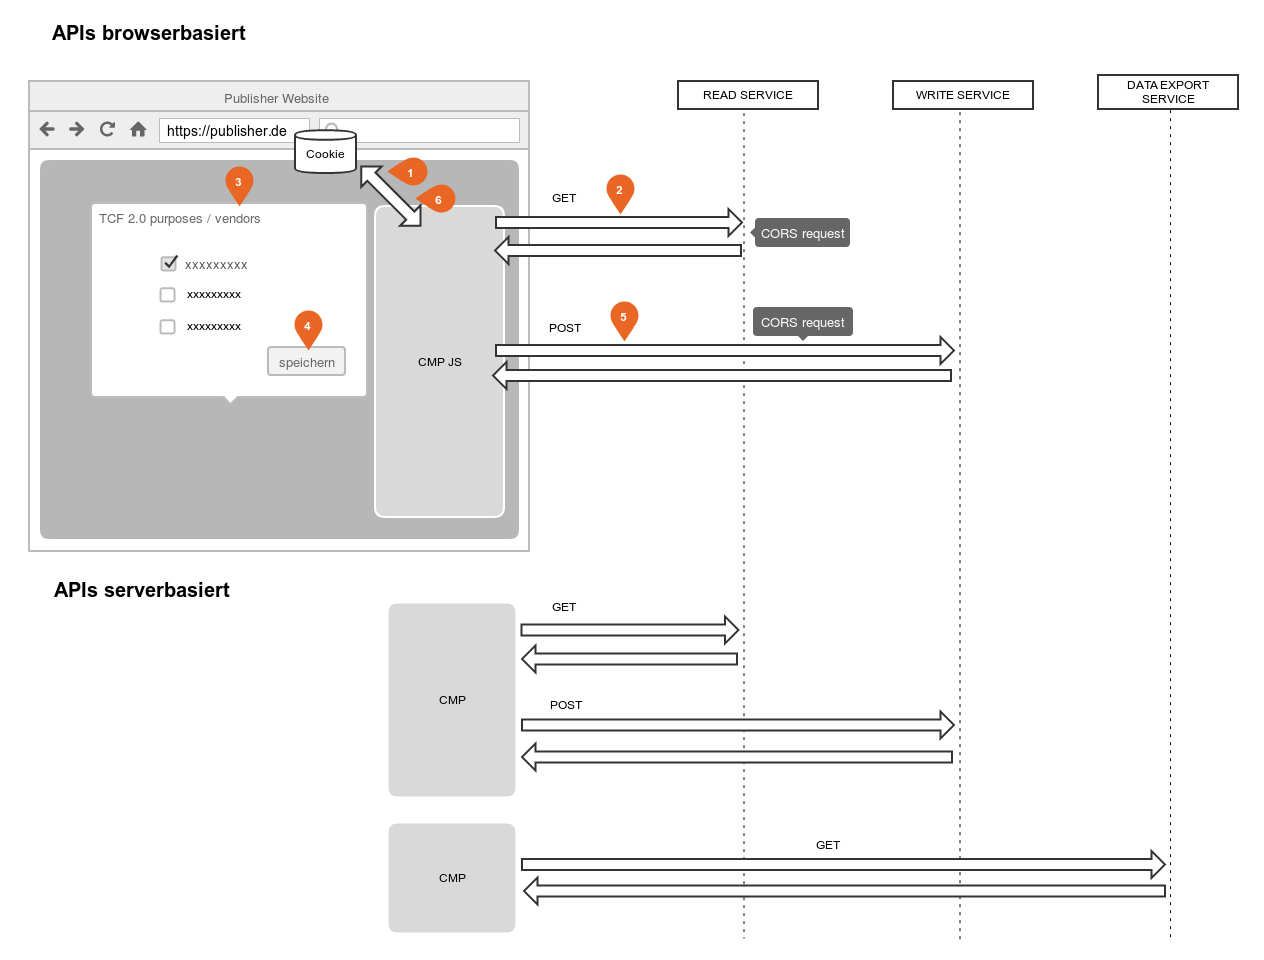 APIs browserbasiert
Publisher Website
https://publisher.de
Cookie
READ SERVICE
WRITE SERVICE
DATA EXPORT
SERVICE
1
3
6
2
GET
TCF 2.0 purposes / vendors
CORS request
xxxxxxxxx
xxxxxxxxx
xxxxxxxxx
4
speichern
CMP JS
5
POST
CORS request
APIs serverbasiert
GET
CMP
POST
GET
CMP